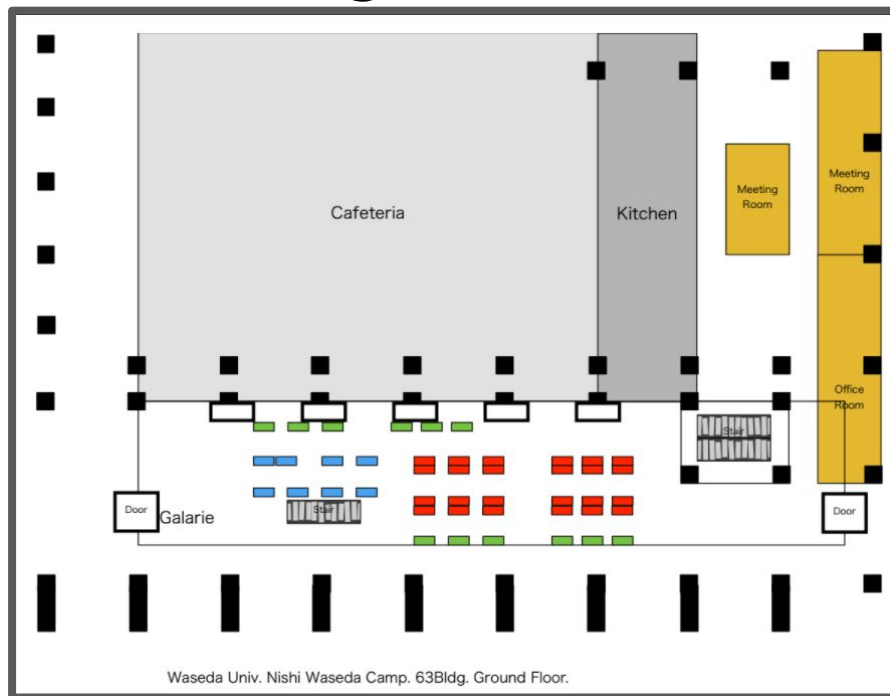 Cafeteria
Kitchen
Meeting
Room
Meeting
Room
Office
Room
Stair
Door
Galarie
Stair
Door
Waseda Univ. Nishi Waseda Camp. 63Bldg. Ground Floor.